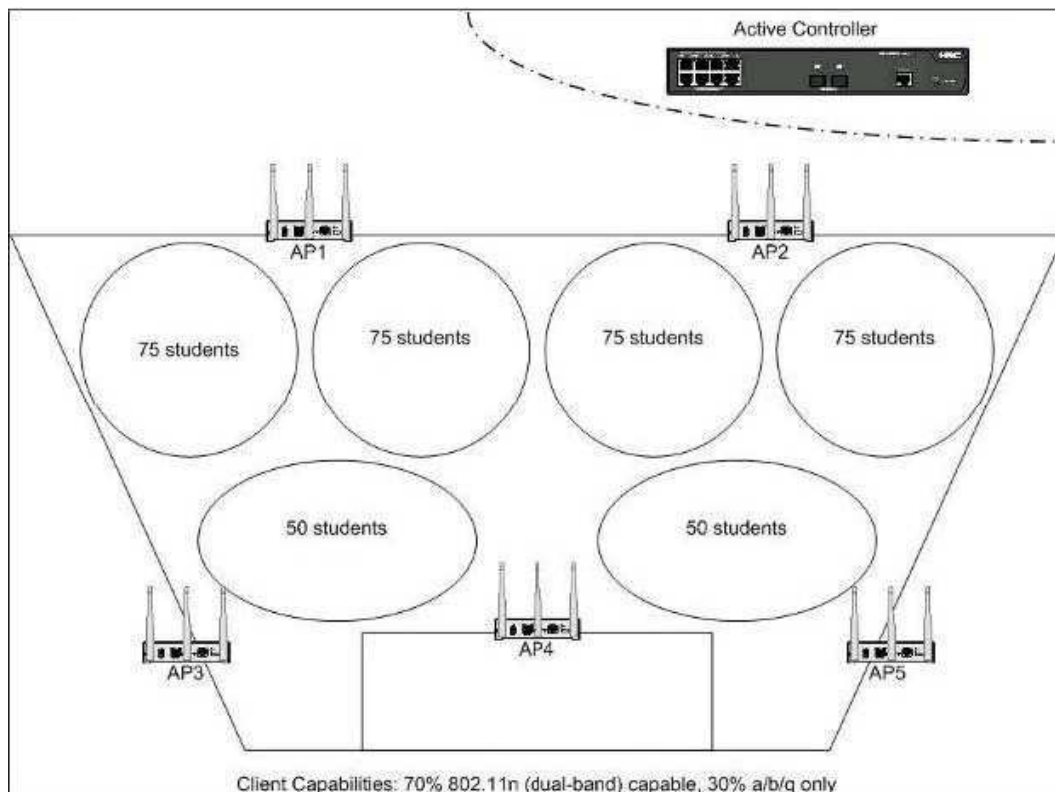 Active Controller
H3C
AP1
AP2
75 students
75 students
75 students
75 students
50 students
50 students
AP3
AP4
AP5
Client Capabilities: 70% 802.11n (dual-band) capable, 30% a/b/g only